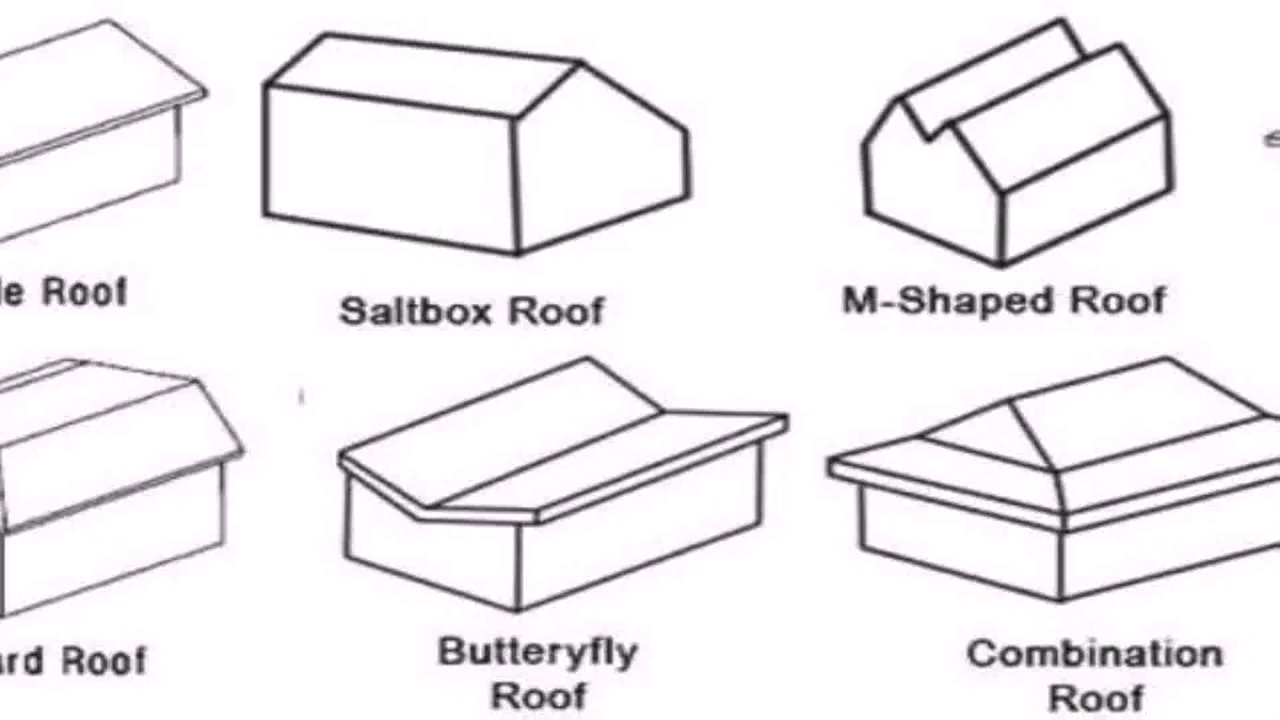 le Roof
Saltbox Roof
M-Shaped Roof
ard Roof
Butteryfly
Roof
Combination
Roof